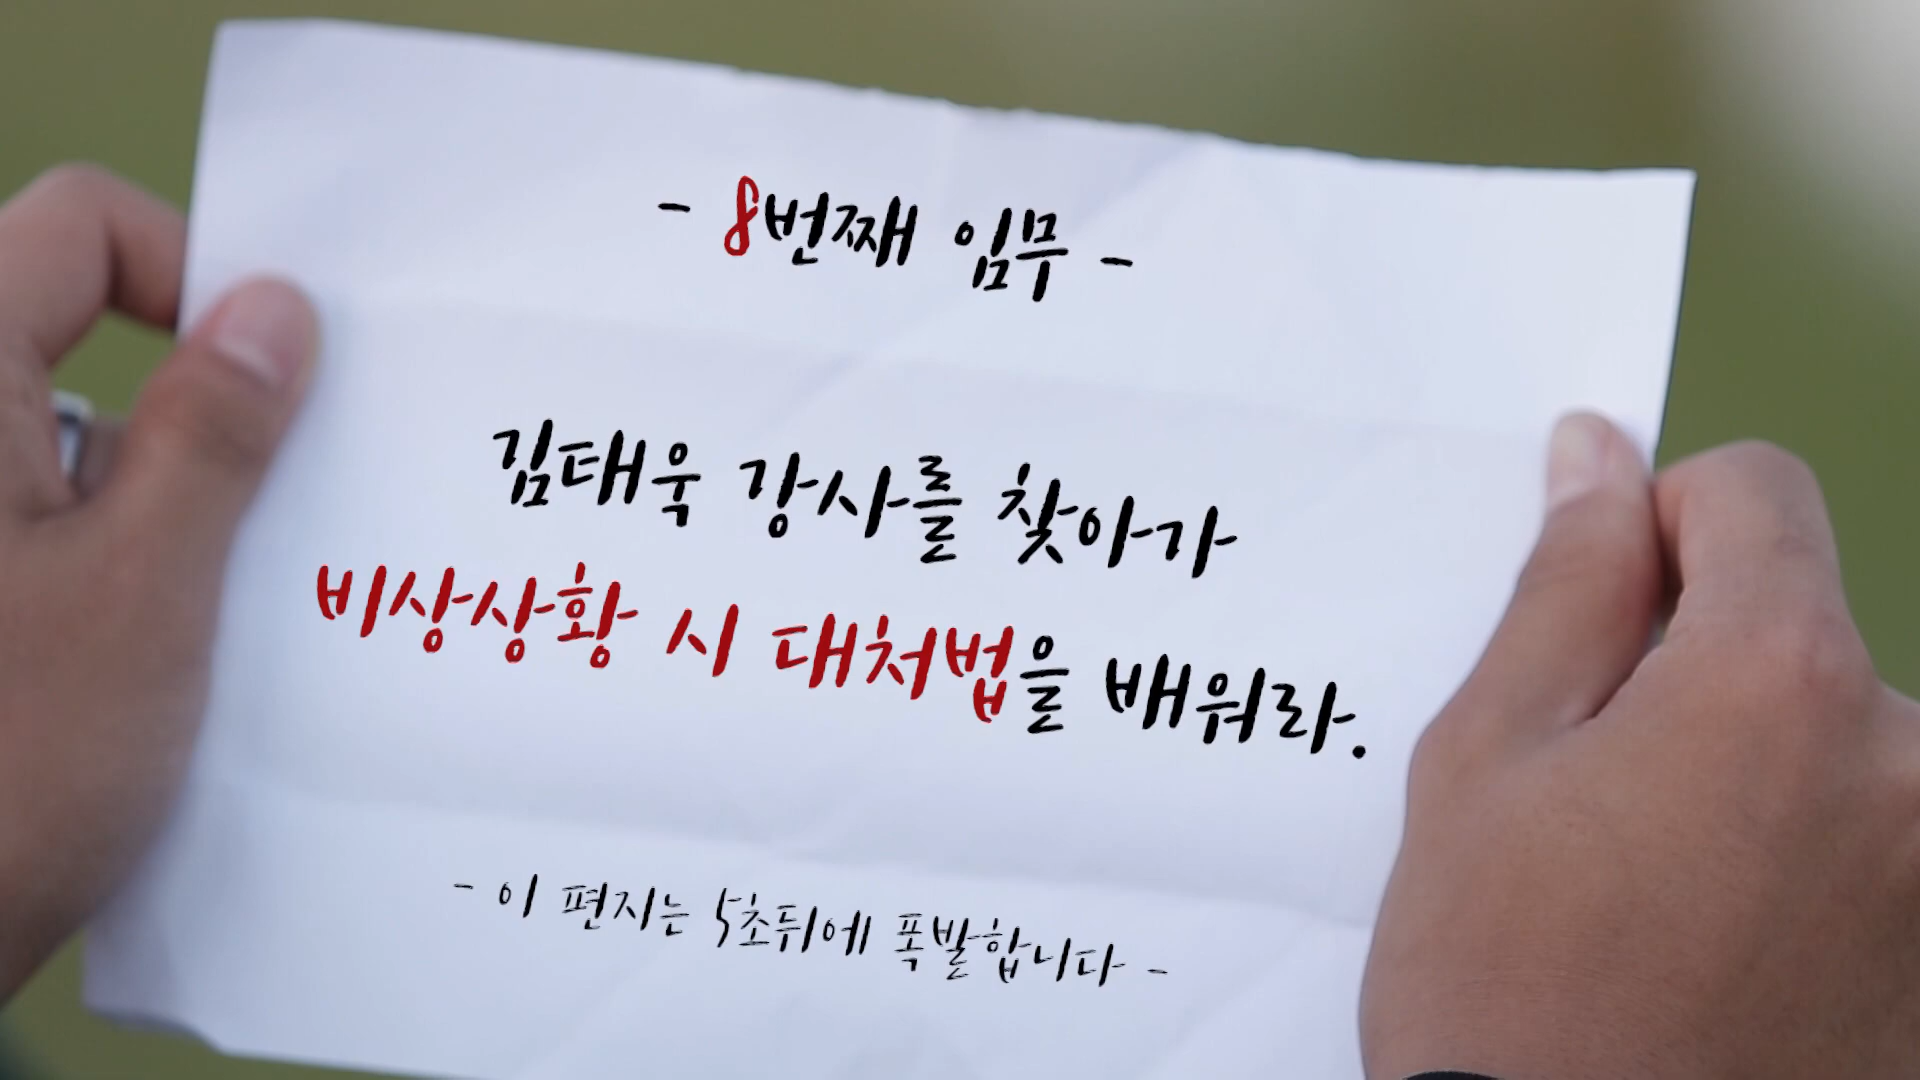 - 8번째 임무 -
김태욱 강사를 찾아가
비상상황 시 대처법을 배워라.
- 이 편지는 5초뒤에 폭발합니다 -